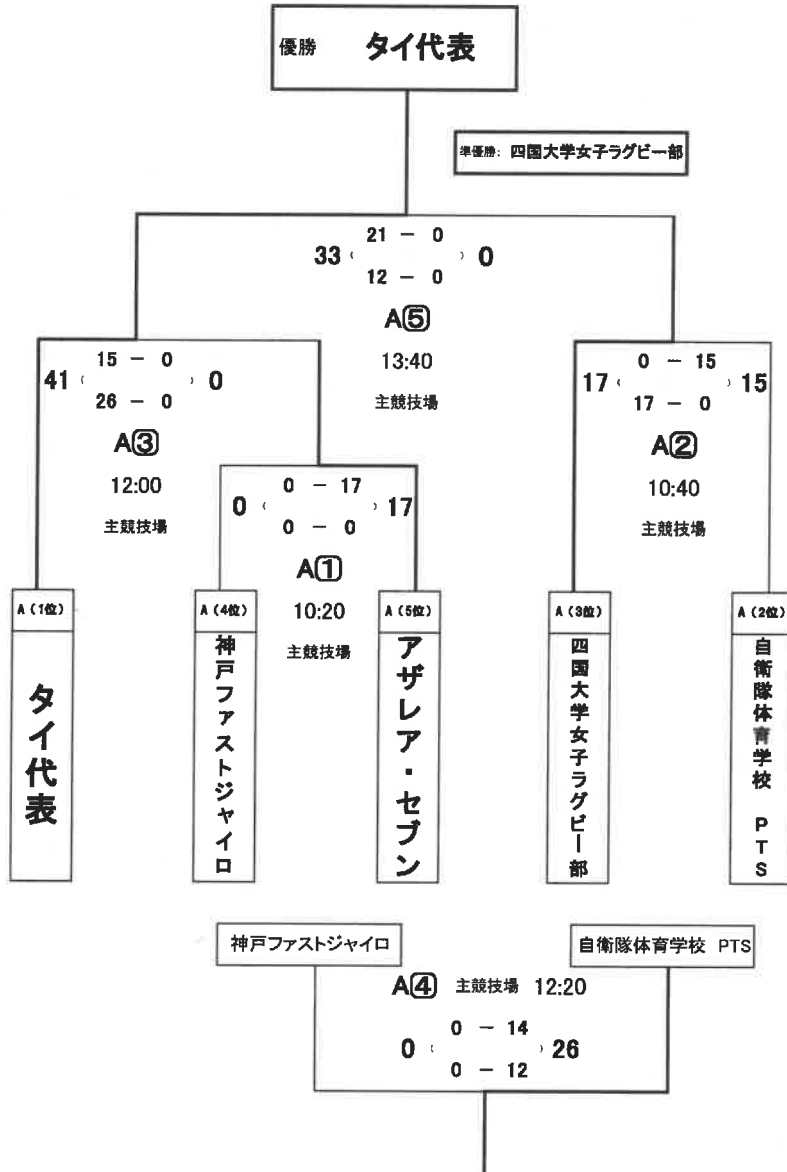 優勝 タイ代表
準優勝: 四国大学女子ラグビー部
21 － 0
33 ( ) 0
12 － 0
A⑤
13:40
主競技場
15 － 0
41 ( ) 0
26 － 0
A③
12:00
主競技場
0 － 15
17 ( ) 15
17 － 0
A②
10:40
主競技場
0 － 17
0 ( ) 17
0 － 0
A①
10:20
主競技場
A（1位）
タイ代表
A（4位）
神戸ファストジャイロ
A（5位）
アザレア・セブン
A（3位）
四国大学女子ラグビー部
A（2位）
自衛隊体育学校 PTS
神戸ファストジャイロ
自衛隊体育学校 PTS
A④ 主競技場 12:20
0 － 14
0 ( ) 26
0 － 12